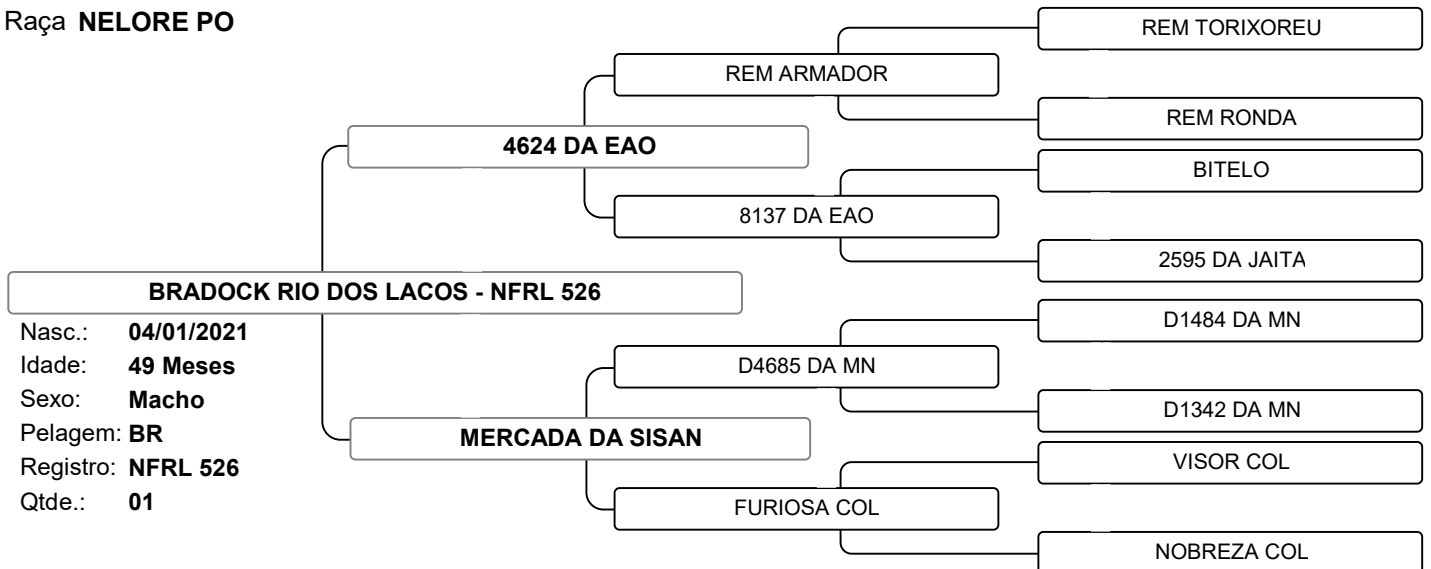 Raça NELORE PO
REM TORIXOREU
REM ARMADOR
REM RONDA
4624 DA EAO
BITELO
8137 DA EAO
2595 DA JAITA
BRADOCK RIO DOS LACOS - NFRL 526
Nasc.: 04/01/2021
Idade: 49 Meses
Sexo: Macho
Pelagem: BR
Registro: NFRL 526
Qtde.: 01
D1484 DA MN
D4685 DA MN
D1342 DA MN
MERCADA DA SISAN
VISOR COL
FURIOSA COL
NOBREZA COL